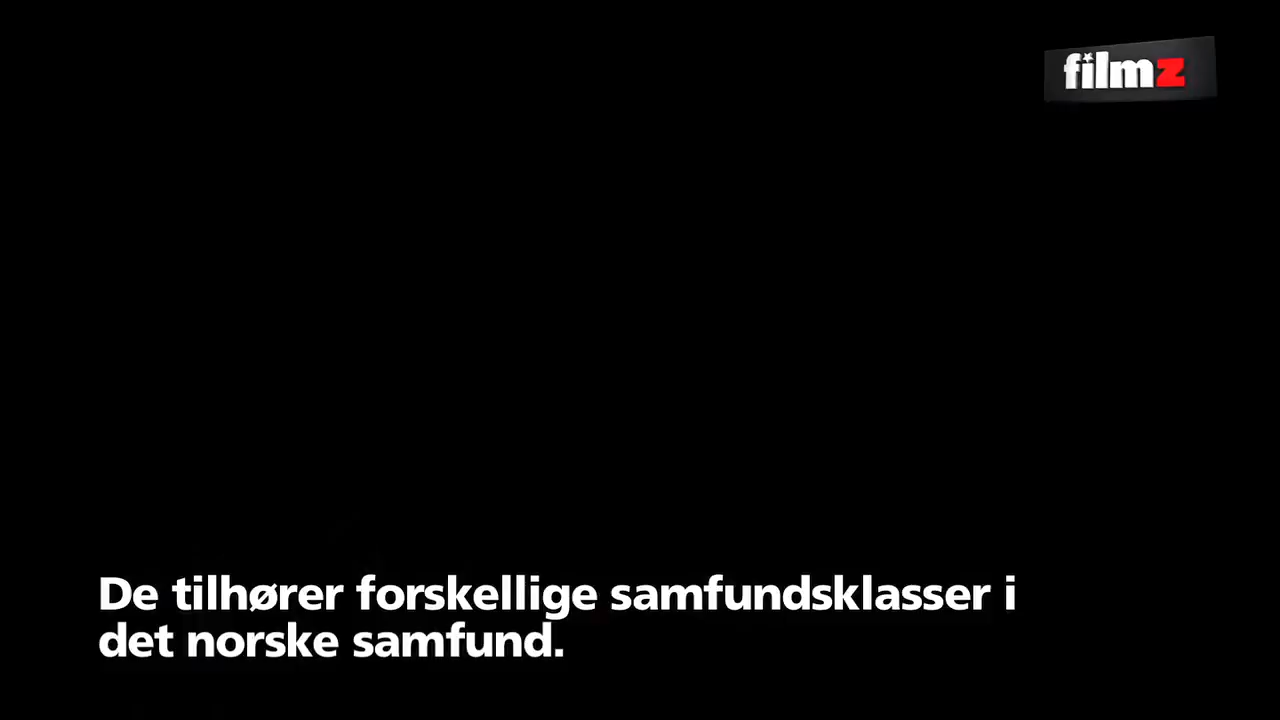 filmz
De tilhører forskellige samfundsklasser i
det norske samfund.